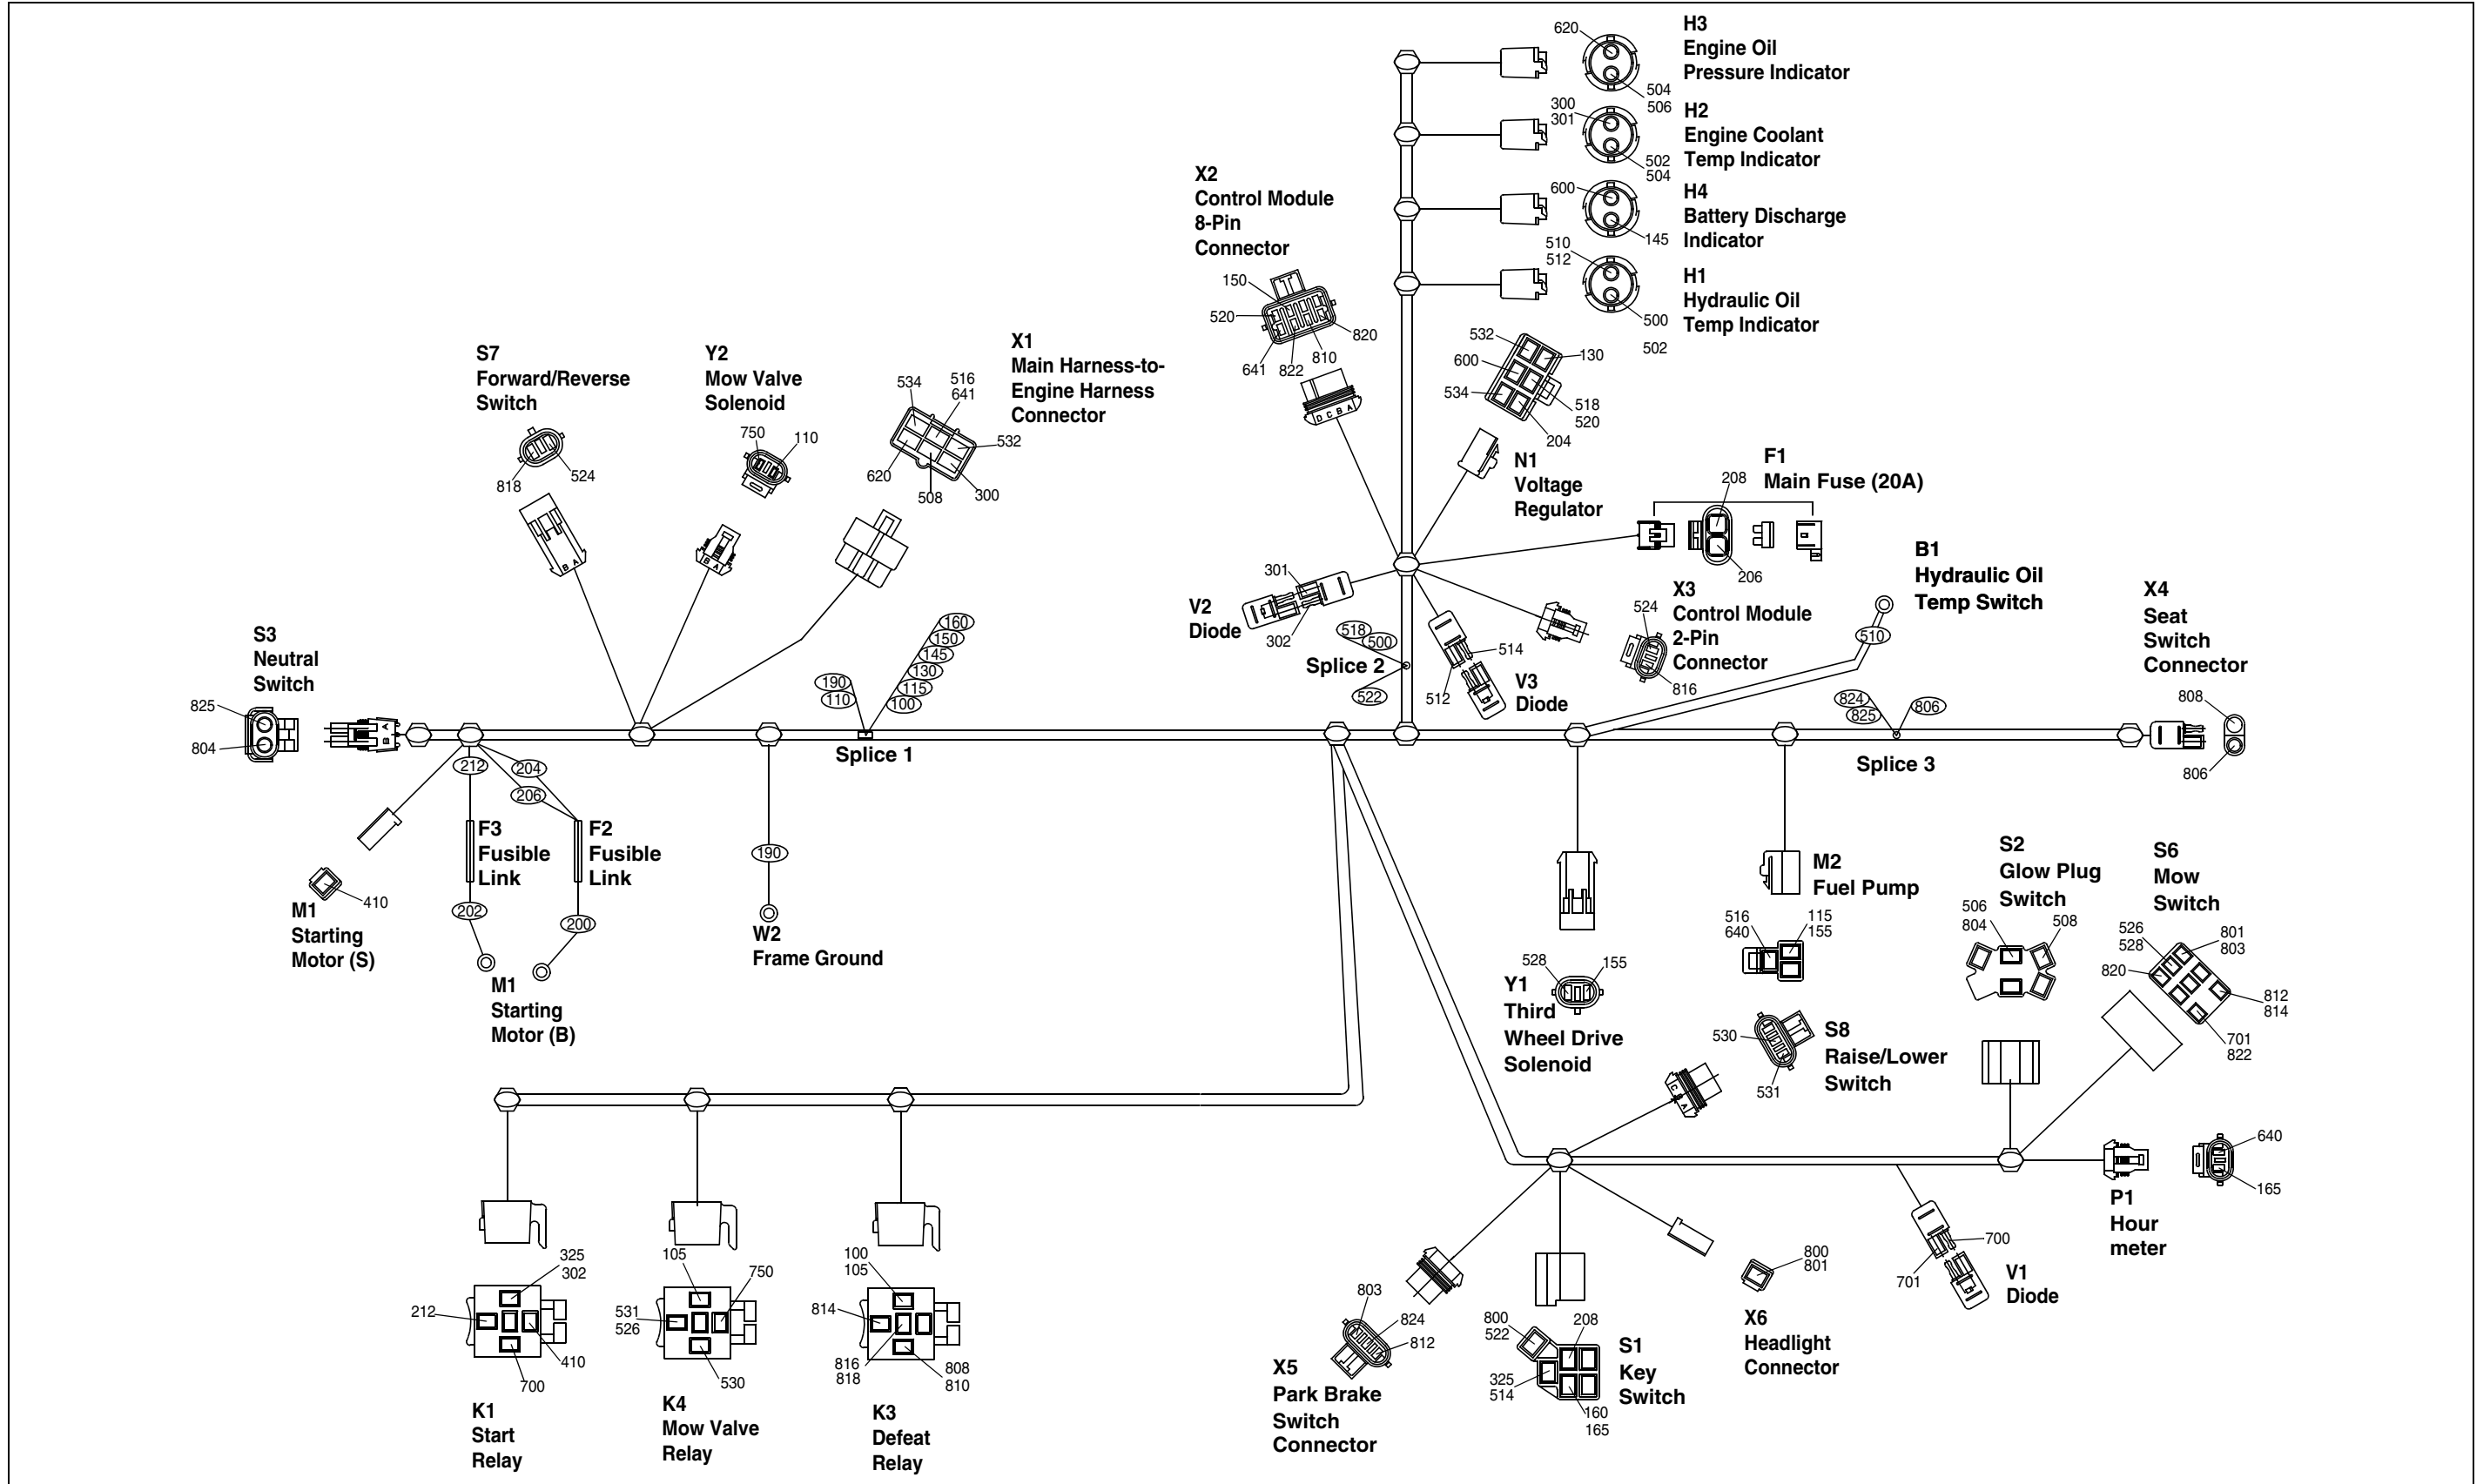 H3
Engine Oil
Pressure Indicator
620
504
506
H2
Engine Coolant
Temp Indicator
300
301
502
504
H4
Battery Discharge
Indicator
600
145
H1
Hydraulic Oil
Temp Indicator
510
512
500
502
X2
Control Module
8-Pin
Connector
150
520
820
810
822
641
D C B A
532
130
600
534
518
520
204
N1
Voltage
Regulator
F1
Main Fuse (20A)
208
206
S7
Forward/Reverse
Switch
818
524
B A
Y2
Mow Valve
Solenoid
750
110
B A
X1
Main Harness-to-
Engine Harness
Connector
534
516
641
532
620
508
300
B1
Hydraulic Oil
Temp Switch
510
X4
Seat
Switch
Connector
808
806
X3
Control Module
2-Pin
Connector
524
816
V2
Diode
301
302
518
500
Splice 2
522
V3
Diode
514
512
S3
Neutral
Switch
825
804
A
B
160
150
145
130
115
100
190
110
Splice 1
824
825
806
Splice 3
212
204
206
F3
Fusible
Link
F2
Fusible
Link
202
200
M1
Starting
Motor (S)
410
M1
Starting
Motor (B)
190
W2
Frame Ground
M2
Fuel Pump
516
640
115
155
Y1
Third
Wheel Drive
Solenoid
528
155
S2
Glow Plug
Switch
506
804
508
S6
Mow
Switch
526
528
801
803
820
812
814
701
822
S8
Raise/Lower
Switch
530
531
C
A
P1
Hour
meter
640
165
V1
Diode
700
701
X6
Headlight
Connector
800
801
S1
Key
Switch
800
522
208
325
514
160
165
X5
Park Brake
Switch
Connector
803
824
812
K1
Start
Relay
325
302
212
410
700
K4
Mow Valve
Relay
105
750
531
526
530
K3
Defeat
Relay
100
105
814
816
818
808
810